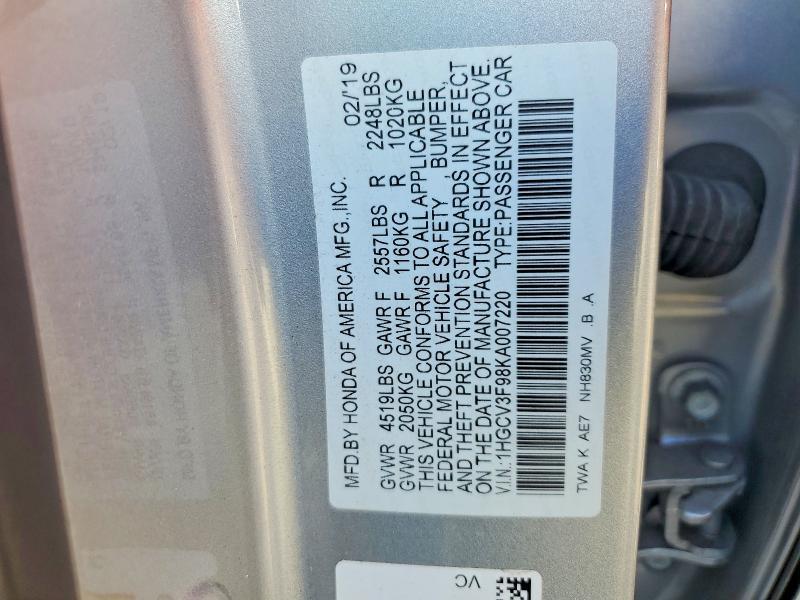 MFD.BY HONDA OF AMERICA MFG.,INC. 02/'19
GVWR 4519LBS GAWR F 2557LBS R 2248LBS
GVWR 2050KG GAWR F 1160KG R 1020KG
THIS VEHICLE CONFORMS TO ALL APPLICABLE
FEDERAL MOTOR VEHICLE SAFETY , BUMPER,
AND THEFT PREVENTION STANDARDS IN EFFECT
ON THE DATE OF MANUFACTURE SHOWN ABOVE.
V.I.N.:1HGCV3F98KA007220 TYPE:PASSENGER CAR
TWA K AE7 NH830MV .B .A
VC